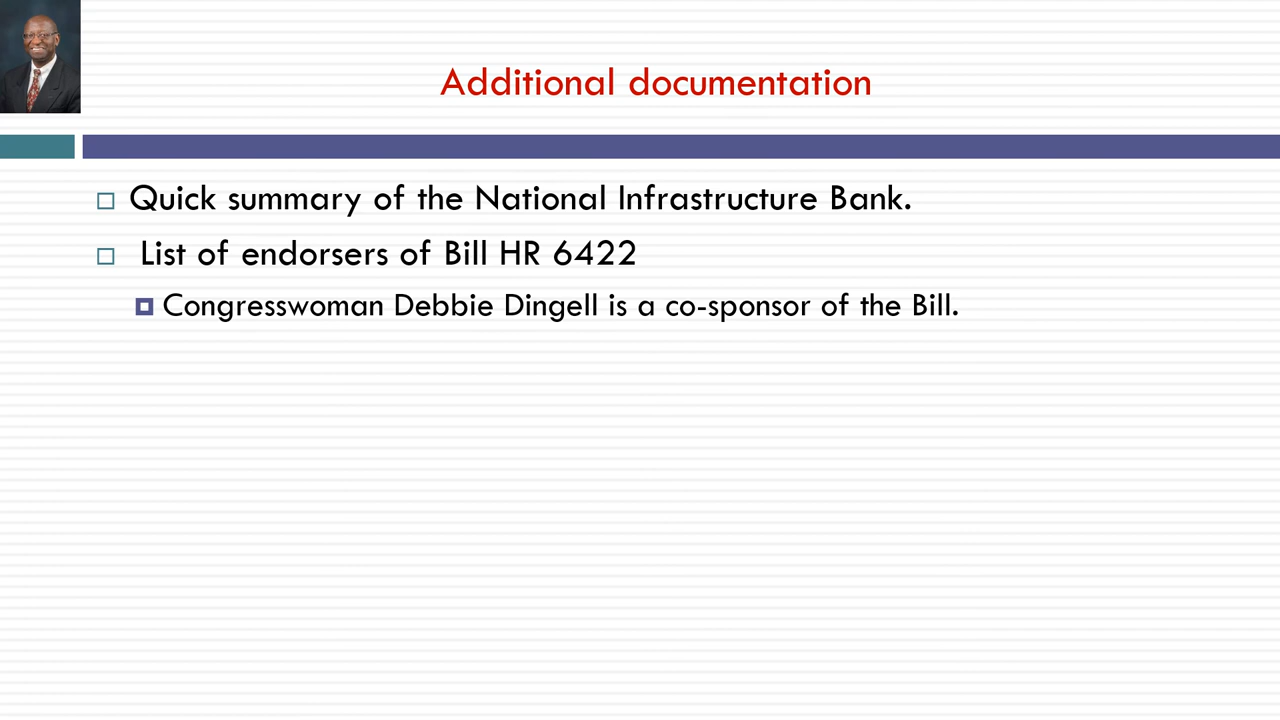 Additional documentation
Quick summary of the National Infrastructure Bank.
List of endorsers of Bill HR 6422
Congresswoman Debbie Dingell is a co-sponsor of the Bill.